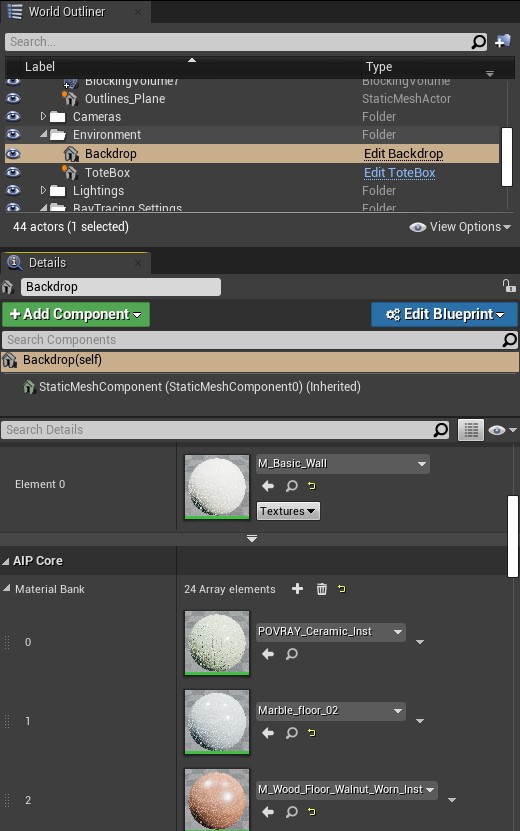 World Outliner
Search...
Label Type
BlockingVolume7 BlockingVolume
Outlines_Plane StaticMeshActor
Cameras Folder
Environment Folder
Backdrop Edit Backdrop
ToteBox Edit ToteBox
Lightings Folder
RayTracing Settings Folder
44 actors (1 selected) View Options
Details
Backdrop
+ Add Component Edit Blueprint
Search Components
Backdrop(self)
StaticMeshComponent (StaticMeshComponent0) (Inherited)
Search Details
M_Basic_Wall
Element 0
Textures
AIP Core
Material Bank 24 Array elements
POVRAY_Ceramic_Inst
0
Marble_floor_02
1
M_Wood_Floor_Walnut_Worn_Inst
2